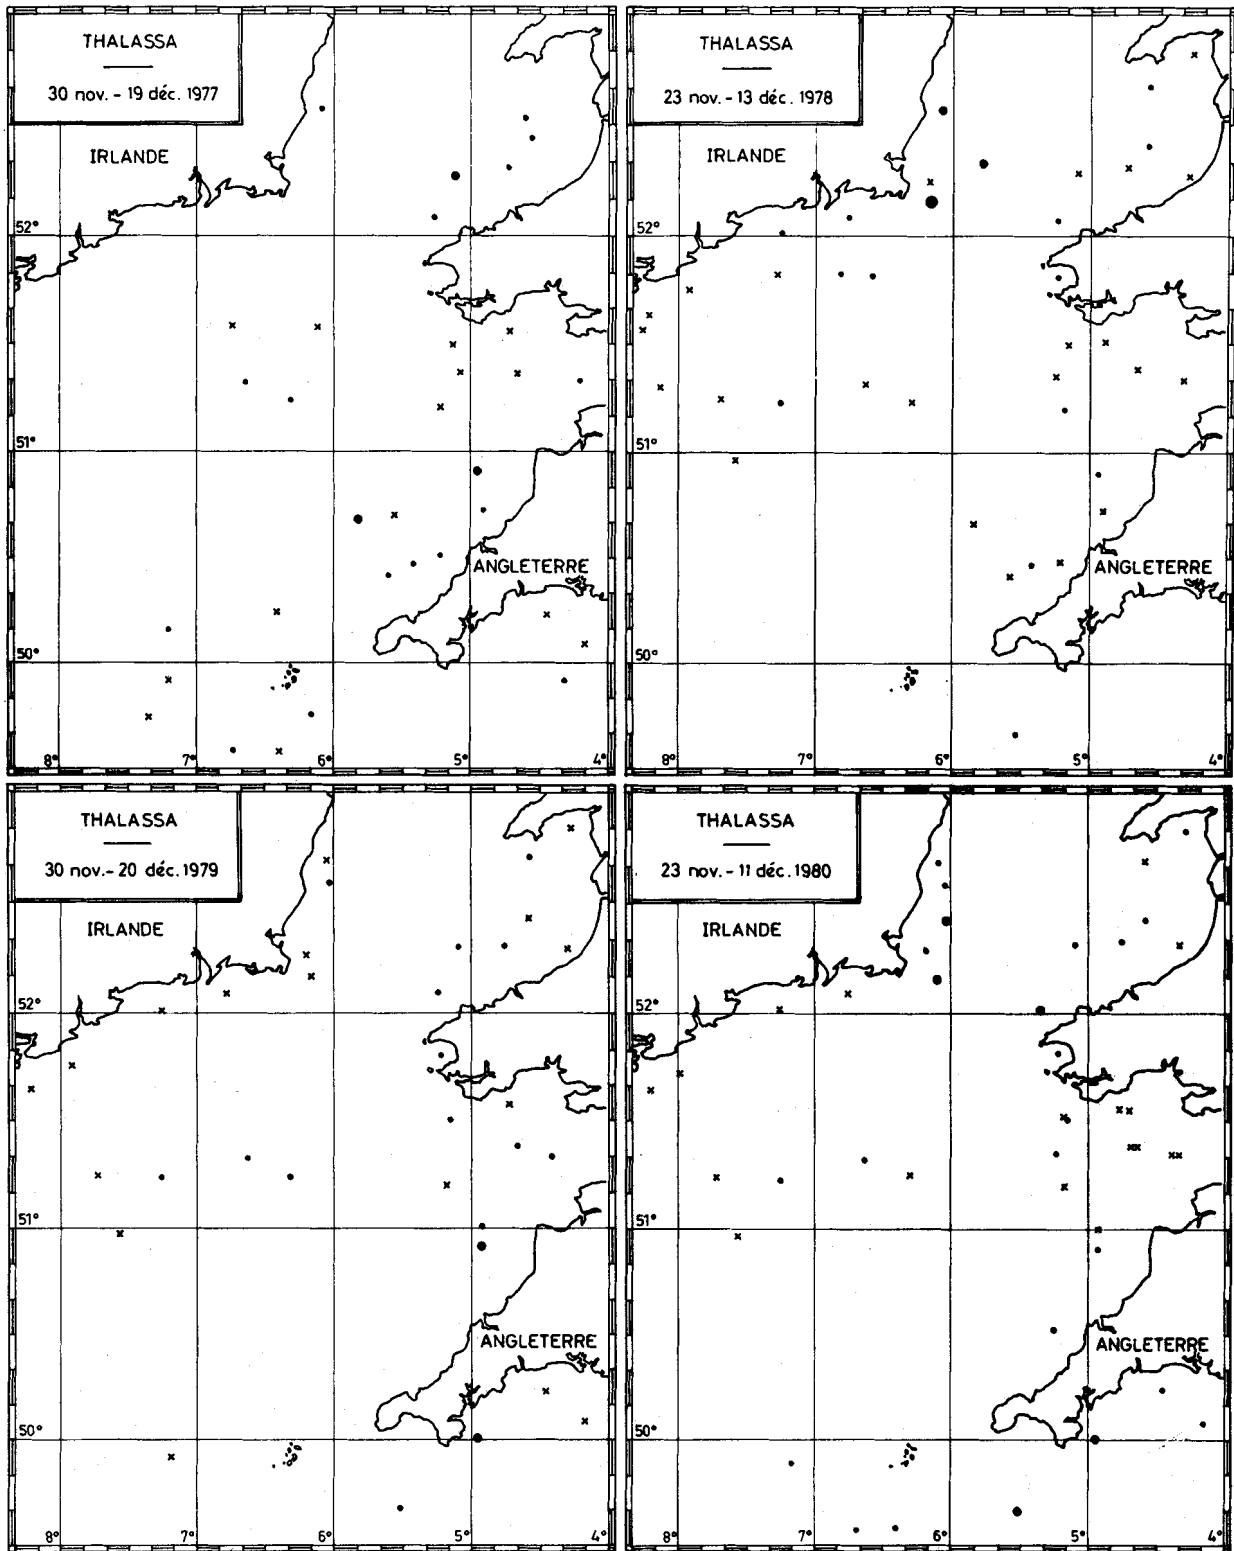 THALASSA
30 nov. - 19 déc. 1977
IRLANDE
52°
51°
ANGLETERRE
50°
8°
7°
6°
5°
4°
THALASSA
23 nov. - 13 déc. 1978
IRLANDE
52°
51°
ANGLETERRE
50°
8°
7°
6°
5°
4°
THALASSA
30 nov. - 20 déc. 1979
IRLANDE
52°
51°
ANGLETERRE
50°
8°
7°
6°
5°
4°
THALASSA
23 nov. - 11 déc. 1980
IRLANDE
52°
51°
ANGLETERRE
50°
8°
7°
6°
5°
4°